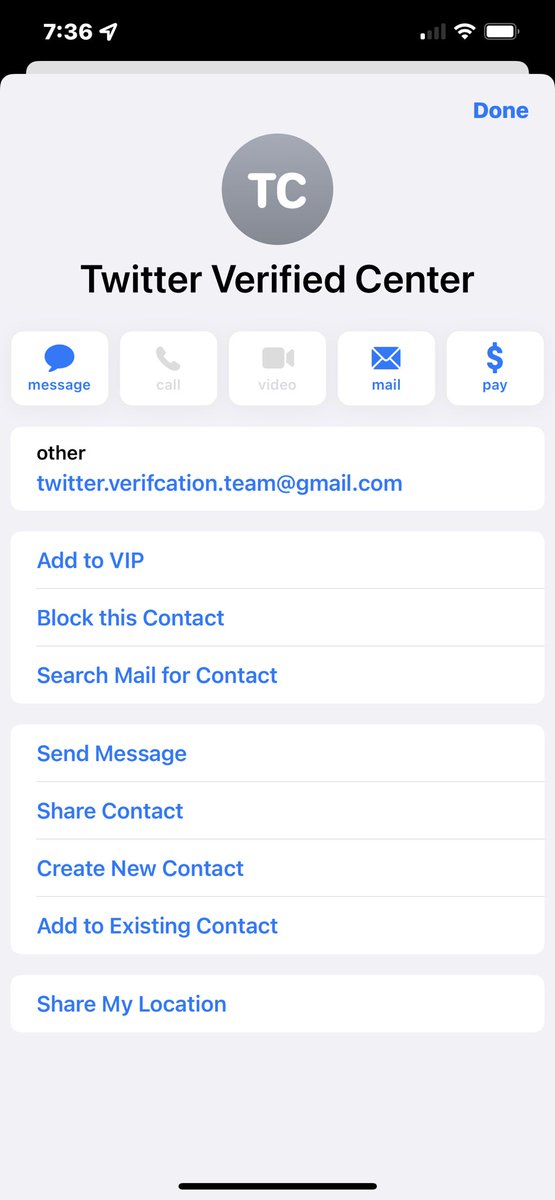 7:36
Done
TC
Twitter Verified Center
message call video mail pay
other
twitter.verifcation.team@gmail.com
Add to VIP
Block this Contact
Search Mail for Contact
Send Message
Share Contact
Create New Contact
Add to Existing Contact
Share My Location